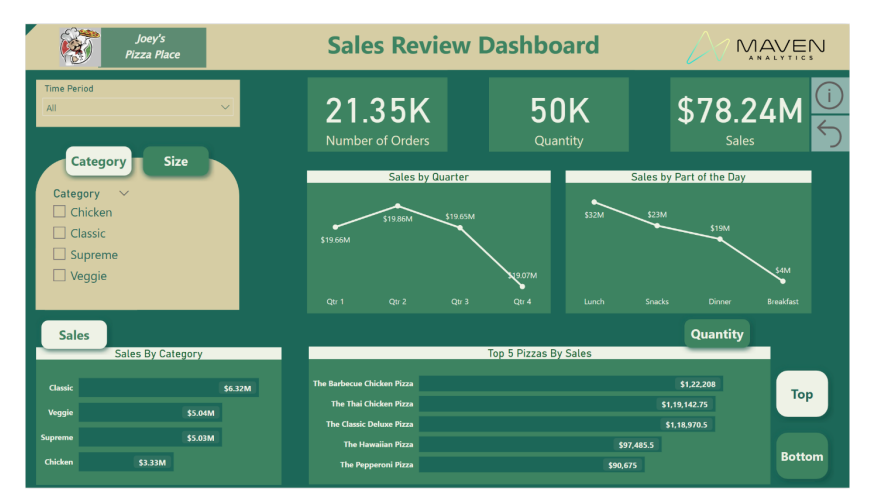 Joey's
Pizza Place
Sales Review Dashboard
MAVEN
ANALYTICS
Time Period
All
21.35K
Number of Orders
50K
Quantity
$78.24M
Sales
Category
Size
Category
Chicken
Classic
Supreme
Veggie
Sales by Quarter
$19.66M
$19.86M
$19.65M
$19.07M
Qtr 1
Qtr 2
Qtr 3
Qtr 4
Sales by Part of the Day
$32M
$23M
$19M
$4M
Lunch
Snacks
Dinner
Breakfast
Sales
Quantity
Sales By Category
Classic
$6.32M
Veggie
$5.04M
Supreme
$5.03M
Chicken
$3.33M
Top 5 Pizzas By Sales
The Barbecue Chicken Pizza
$1,22,208
The Thai Chicken Pizza
$1,19,142.75
The Classic Deluxe Pizza
$1,18,970.5
The Hawaiian Pizza
$97,485.5
The Pepperoni Pizza
$90,675
Top
Bottom